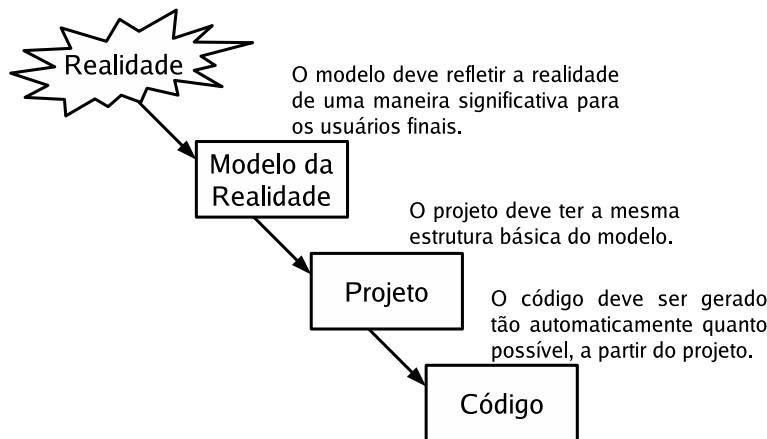 Realidade
O modelo deve refletir a realidade
de uma maneira significativa para
os usuários finais.
Modelo da
Realidade
O projeto deve ter a mesma
estrutura básica do modelo.
Projeto
O código deve ser gerado
tão automaticamente quanto
possível, a partir do projeto.
Código